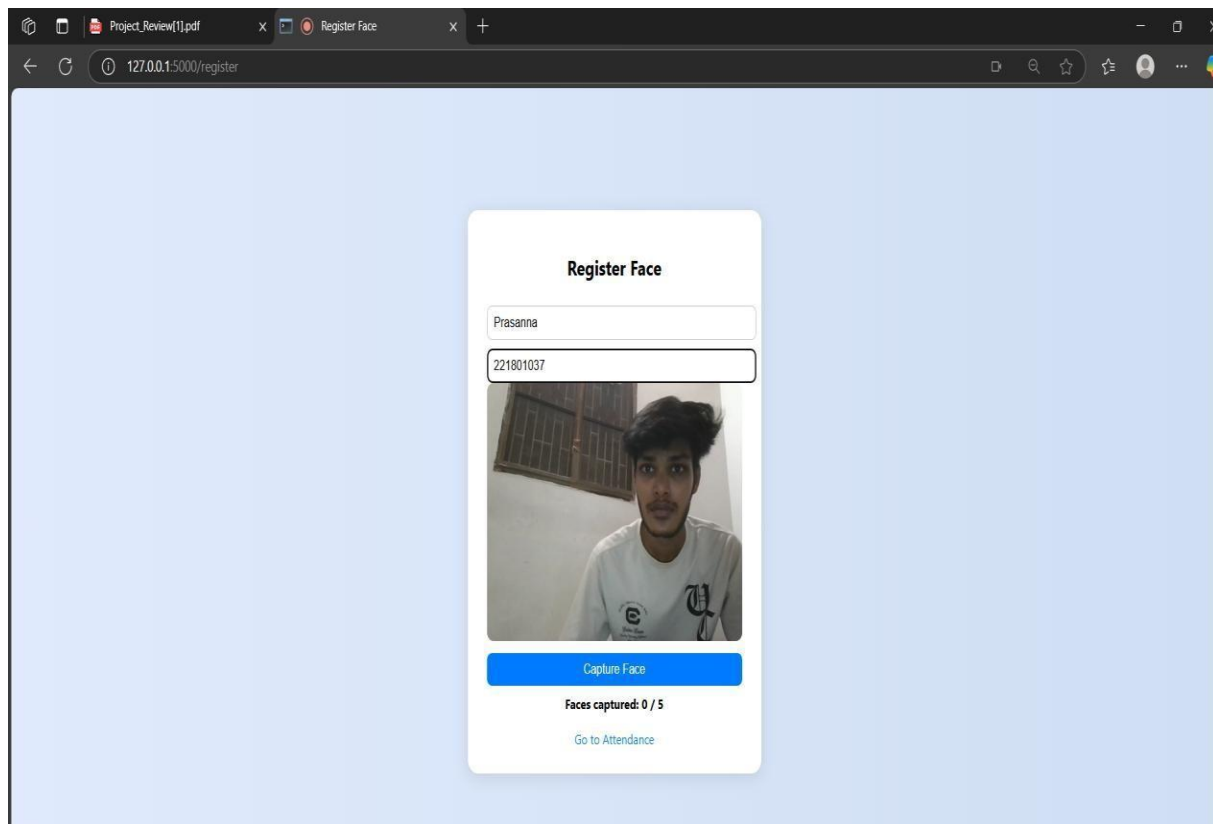 Project_Review[1].pdf
Register Face
127.0.0.1:5000/register
Register Face
Prasanna
221801037
Capture Face
Faces captured: 0 / 5
Go to Attendance